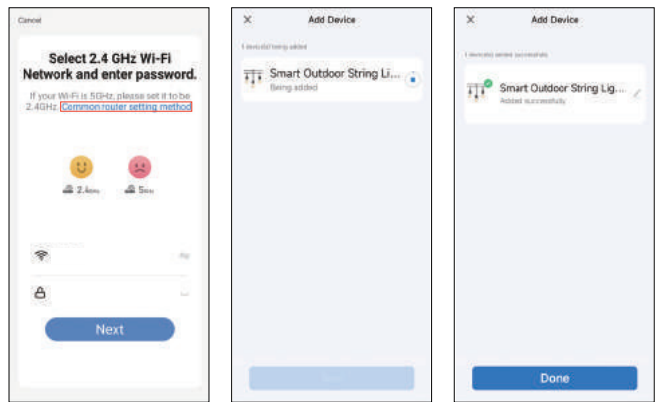 Cancel
Select 2.4 GHz Wi-Fi
Network and enter password.
If your Wi-Fi is 5GHz, please set it to be
2.4GHz. Common router setting method
2.4GHz
5GHz
Next
Add Device
1 device(s) being added
Smart Outdoor String Li...
Being added
Add Device
1 device(s) added successfully
Smart Outdoor String Lig...
Added successfully
Done